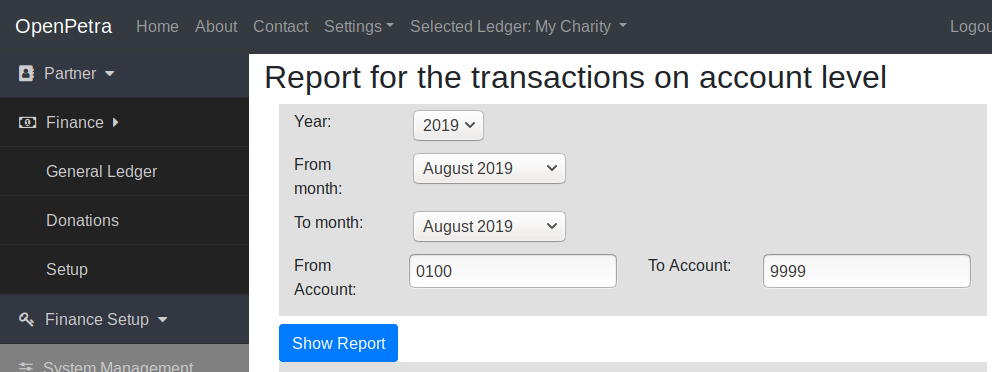 OpenPetra Home About Contact Settings Selected Ledger: My Charity Logou
Partner
Finance
General Ledger
Donations
Setup
Finance Setup
System Management
Report for the transactions on account level
Year: 2019
From month: August 2019
To month: August 2019
From Account: 0100 To Account: 9999
Show Report